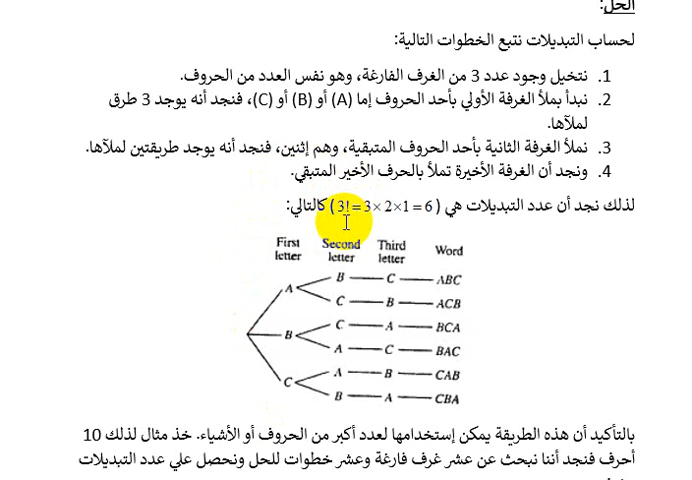 الحل:
لحساب التبديلات نتبع الخطوات التالية:
1. نتخيل وجود عدد 3 من الغرف الفارغة، وهو نفس العدد من الحروف.
2. نبدأ بملأ الغرفة الأولي بأحد الحروف إما (A) أو (B) أو (C)، فنجد أنه يوجد 3 طرق
لملآها.
3. نملأ الغرفة الثانية بأحد الحروف المتبقية، وهم إثنين، فنجد أنه يوجد طريقتين لملآها.
4. ونجد أن الغرفة الأخيرة تملأ بالحرف الأخير المتبقي.
لذلك نجد أن عدد التبديلات هي (3!=3×2×1=6) كالتالي:
First letter Second letter Third letter Word
A B C ABC
C B ACB
B C A BCA
A C BAC
C A B CAB
B A CBA
بالتأكيد أن هذه الطريقة يمكن إستخدامها لعدد أكبر من الحروف أو الأشياء. خذ مثال لذلك 10
أحرف فنجد أننا نبحث عن عشر غرف فارغة وعشر خطوات للحل ونحصل علي عدد التبديلات